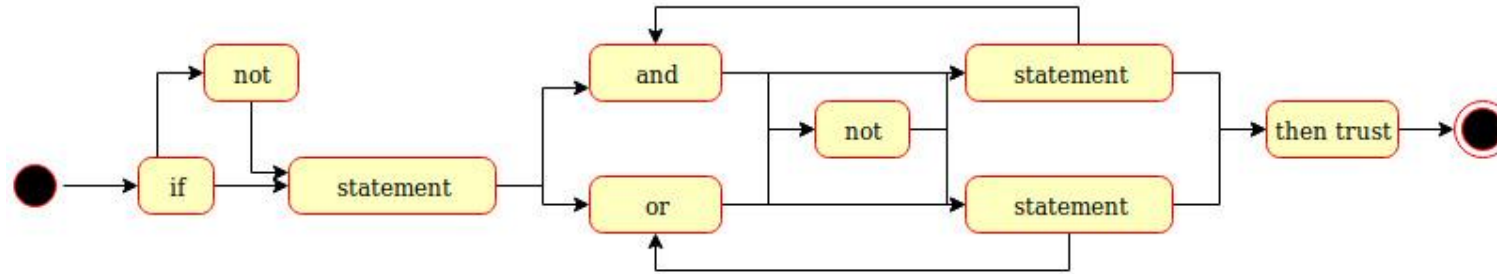 not
if
statement
and
or
not
statement
statement
then trust